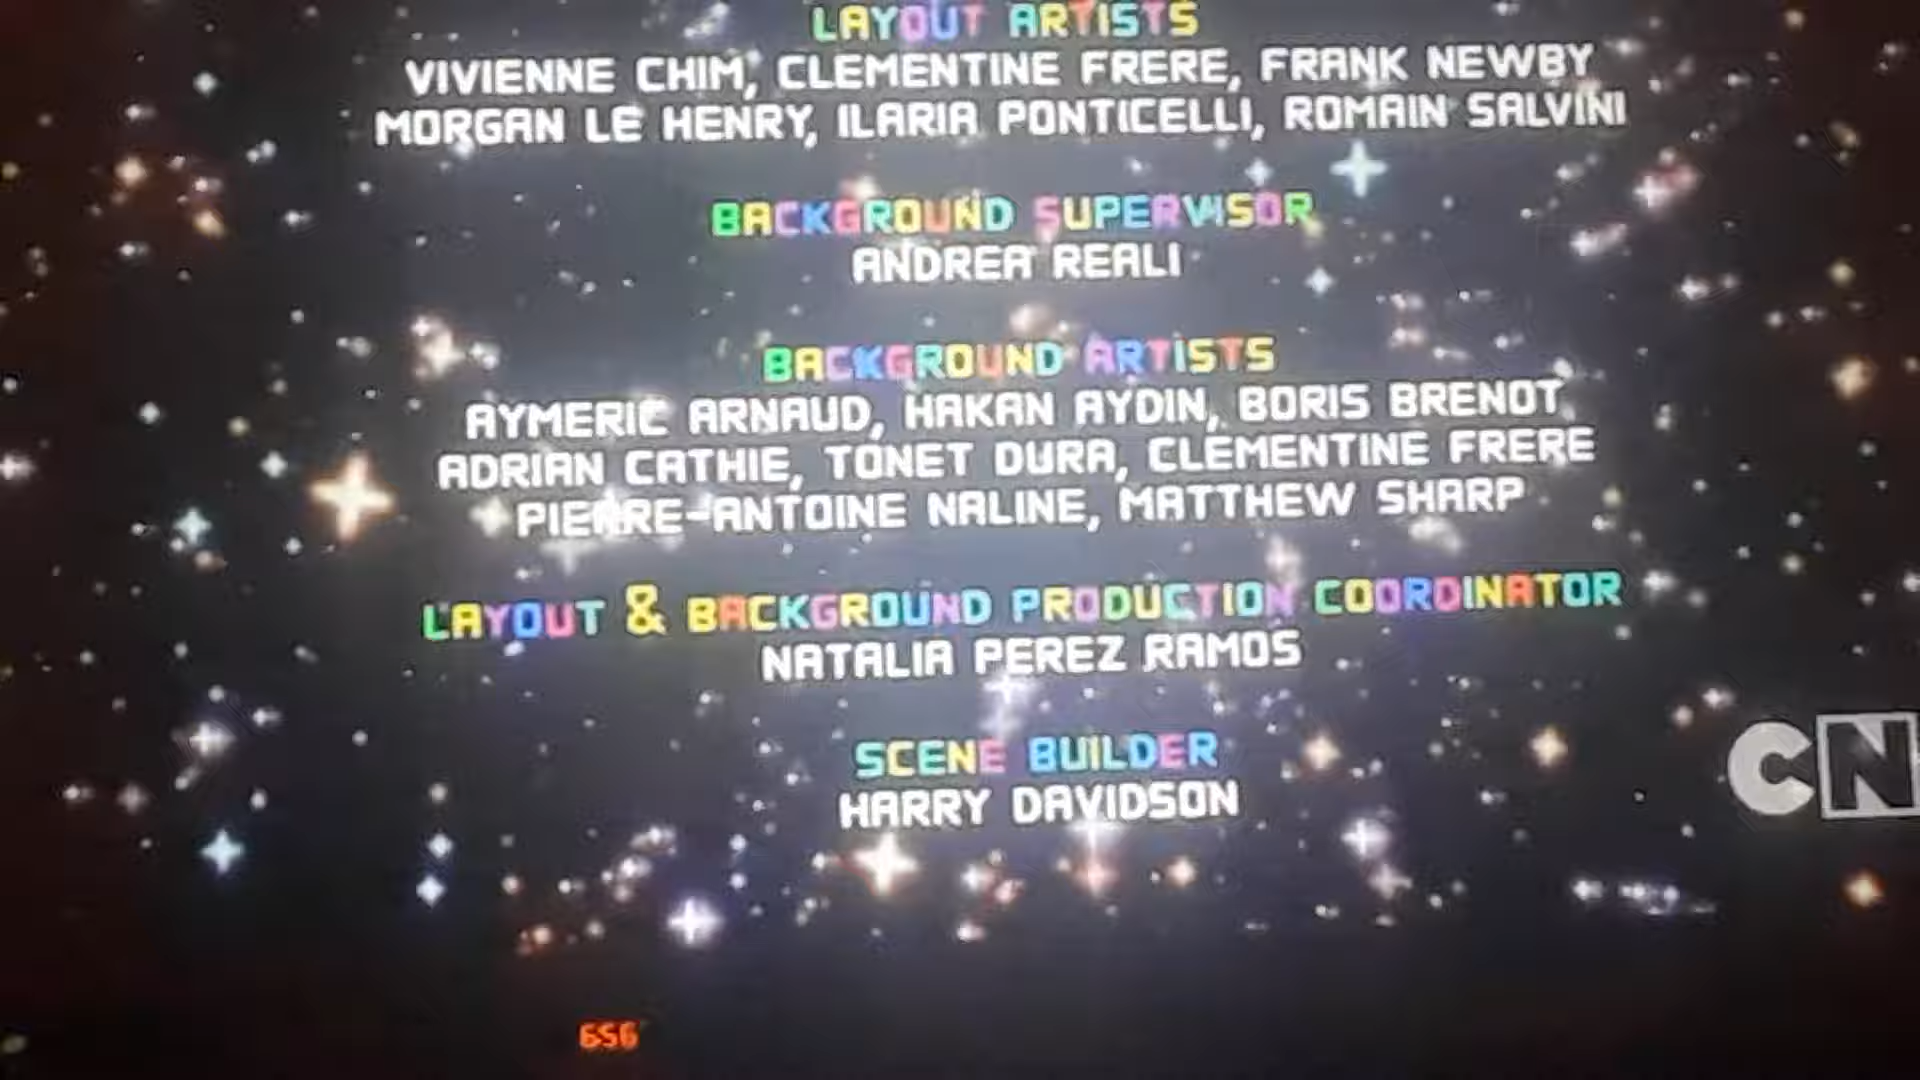 LAYOUT ARTISTS
VIVIENNE CHIM, CLEMENTINE FRERE, FRANK NEWBY
MORGAN LE HENRY, ILARIA PONTICELLI, ROMAIN SALVINI
BACKGROUND SUPERVISOR
ANDREA REALI
BACKGROUND ARTISTS
AYMERIC ARNAUD, HAKAN AYDIN, BORIS BRENOT,
ADRIAN CATHIE, TONET DURA, CLEMENTINE FRERE
PIERRE-ANTOINE NALINE, MATTHEW SHARP
LAYOUT & BACKGROUND PRODUCTION COORDINATOR
NATALIA PEREZ RAMOS
SCENE BUILDER
HARRY DAVIDSON
CN
656